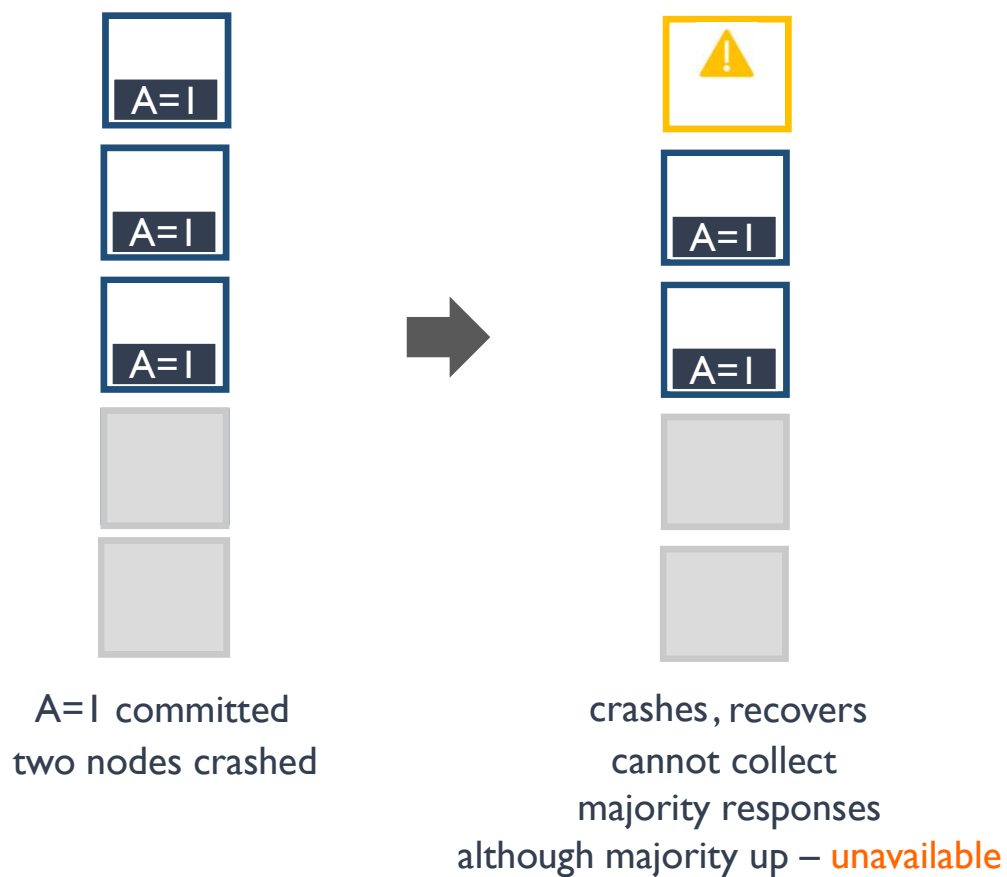 A=1
A=1
A=1
A=1 committed
two nodes crashed
!
A=1
A=1
crashes, recovers
cannot collect
majority responses
although majority up – unavailable